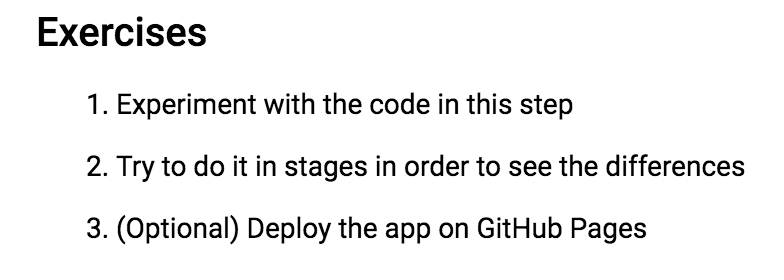 Exercises
1. Experiment with the code in this step
2. Try to do it in stages in order to see the differences
3. (Optional) Deploy the app on GitHub Pages